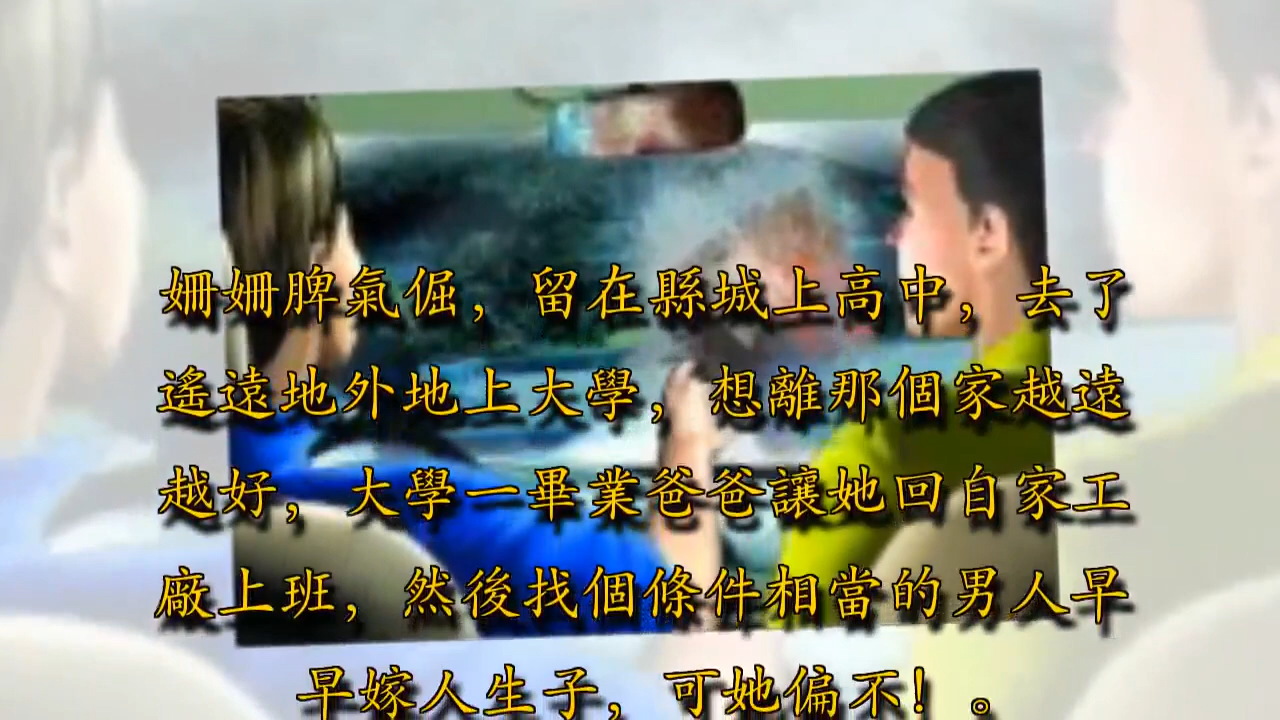 姍姍脾氣倔，留在縣城上高中，去了
遙遠地外地上大學，想離那個家越遠
越好，大學一畢業爸爸讓她回自家工
廠上班，然後找個條件相當的男人早
早嫁人生子，可她偏不！。